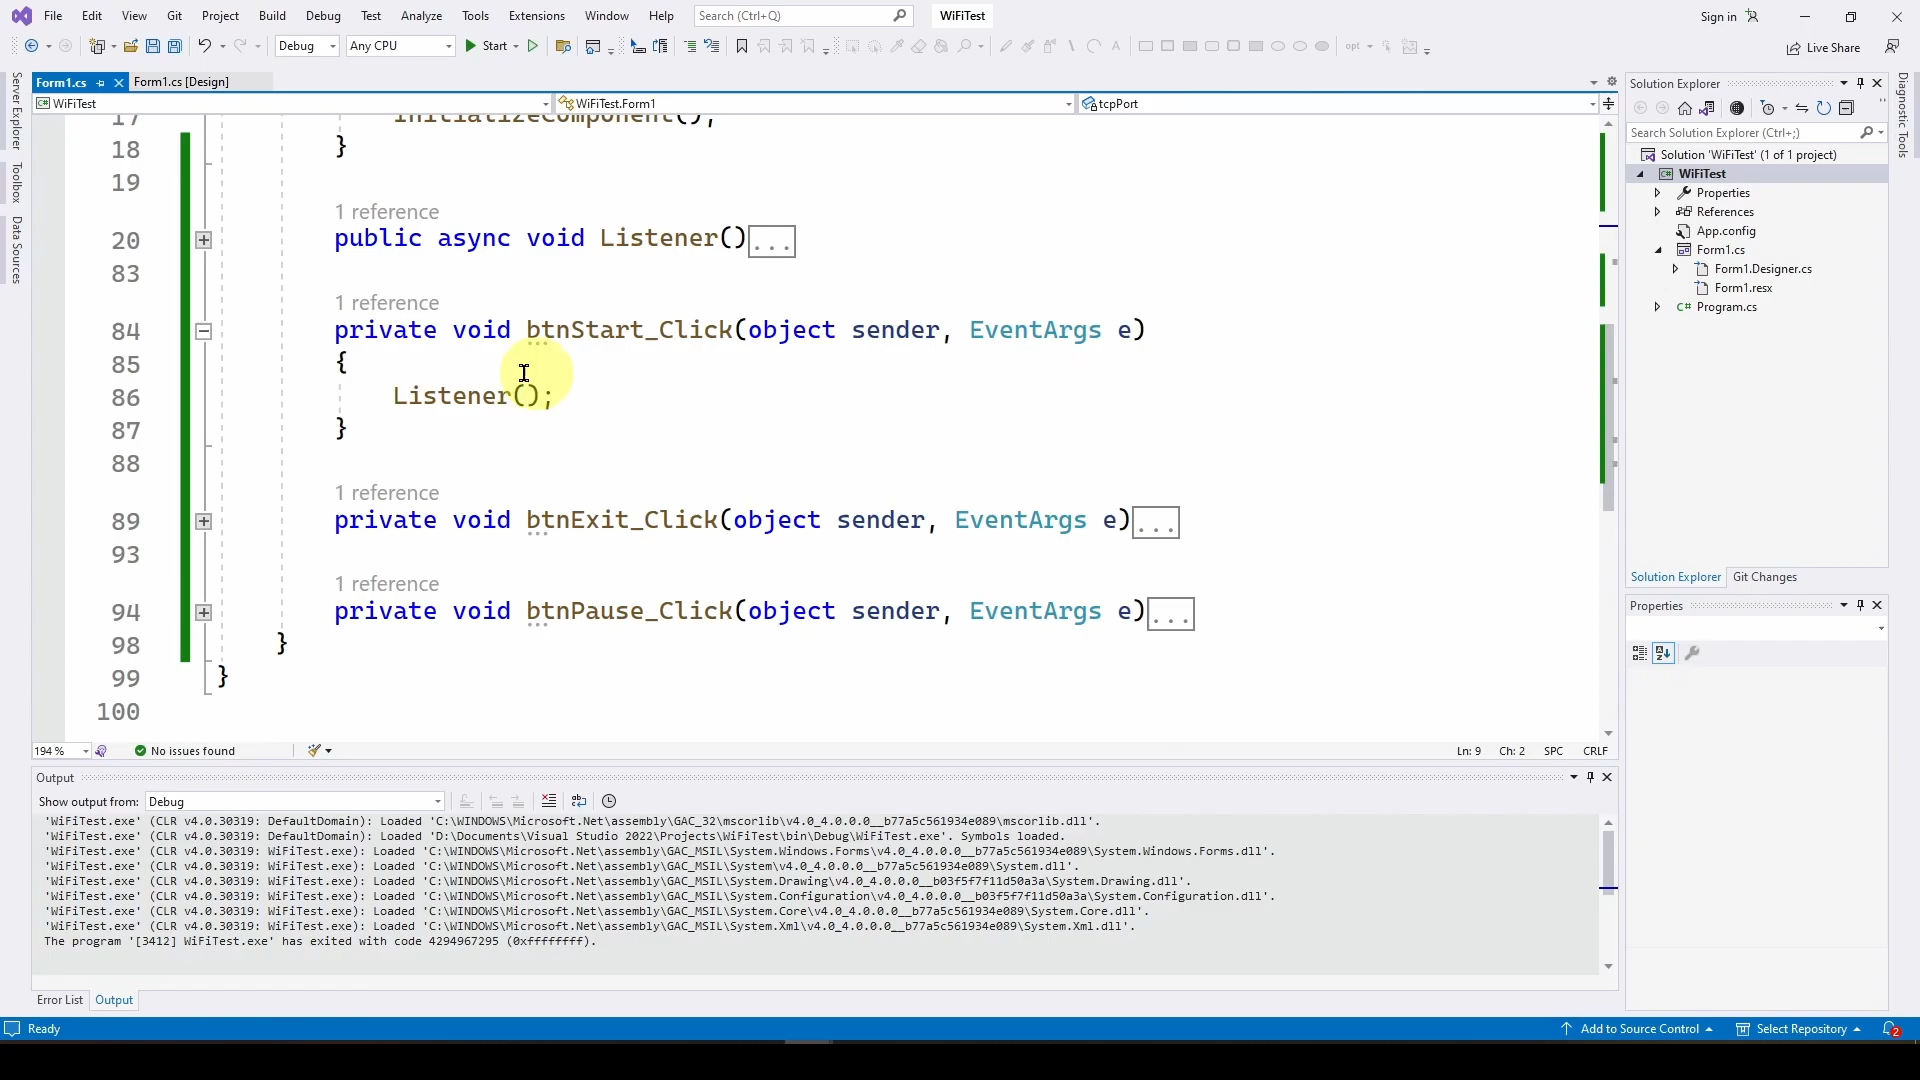 File Edit View Git Project Build Debug Test Analyze Tools Extensions Window Help Search (Ctrl+Q) WiFiTest Sign in
Debug Any CPU Start opt Live Share
Server Explorer
Toolbox
Data Sources
Form1.cs Form1.cs [Design]
WiFiTest WiFiTest.Form1 tcpPort
17 InitializeComponent();
18 }
19
1 reference
20 public async void Listener()...
83
1 reference
84 private void btnStart_Click(object sender, EventArgs e)
85 {
86 Listener();
87 }
88
1 reference
89 private void btnExit_Click(object sender, EventArgs e)...
93
1 reference
94 private void btnPause_Click(object sender, EventArgs e)...
98 }
99 }
100
194 % No issues found Ln: 9 Ch: 2 SPC CRLF
Output
Show output from: Debug
'WiFiTest.exe' (CLR v4.0.30319: DefaultDomain): Loaded 'C:\WINDOWS\Microsoft.Net\assembly\GAC_32\mscorlib\v4.0_4.0.0.0__b77a5c561934e089\mscorlib.dll'.
'WiFiTest.exe' (CLR v4.0.30319: DefaultDomain): Loaded 'D:\Documents\Visual Studio 2022\Projects\WiFiTest\bin\Debug\WiFiTest.exe'. Symbols loaded.
'WiFiTest.exe' (CLR v4.0.30319: WiFiTest.exe): Loaded 'C:\WINDOWS\Microsoft.Net\assembly\GAC_MSIL\System.Windows.Forms\v4.0_4.0.0.0__b77a5c561934e089\System.Windows.Forms.dll'.
'WiFiTest.exe' (CLR v4.0.30319: WiFiTest.exe): Loaded 'C:\WINDOWS\Microsoft.Net\assembly\GAC_MSIL\System\v4.0_4.0.0.0__b77a5c561934e089\System.dll'.
'WiFiTest.exe' (CLR v4.0.30319: WiFiTest.exe): Loaded 'C:\WINDOWS\Microsoft.Net\assembly\GAC_MSIL\System.Drawing\v4.0_4.0.0.0__b03f5f7f11d50a3a\System.Drawing.dll'.
'WiFiTest.exe' (CLR v4.0.30319: WiFiTest.exe): Loaded 'C:\WINDOWS\Microsoft.Net\assembly\GAC_MSIL\System.Configuration\v4.0_4.0.0.0__b03f5f7f11d50a3a\System.Configuration.dll'.
'WiFiTest.exe' (CLR v4.0.30319: WiFiTest.exe): Loaded 'C:\WINDOWS\Microsoft.Net\assembly\GAC_MSIL\System.Core\v4.0_4.0.0.0__b77a5c561934e089\System.Core.dll'.
'WiFiTest.exe' (CLR v4.0.30319: WiFiTest.exe): Loaded 'C:\WINDOWS\Microsoft.Net\assembly\GAC_MSIL\System.Xml\v4.0_4.0.0.0__b77a5c561934e089\System.Xml.dll'.
The program '[3412] WiFiTest.exe' has exited with code 4294967295 (0xffffffff).
Error List Output
Solution Explorer
Search Solution Explorer (Ctrl+;)
Solution 'WiFiTest' (1 of 1 project)
C# WiFiTest
Properties
References
App.config
Form1.cs
Form1.Designer.cs
Form1.resx
C# Program.cs
Solution Explorer Git Changes
Properties
Diagnostic Tools
Ready Add to Source Control Select Repository 2